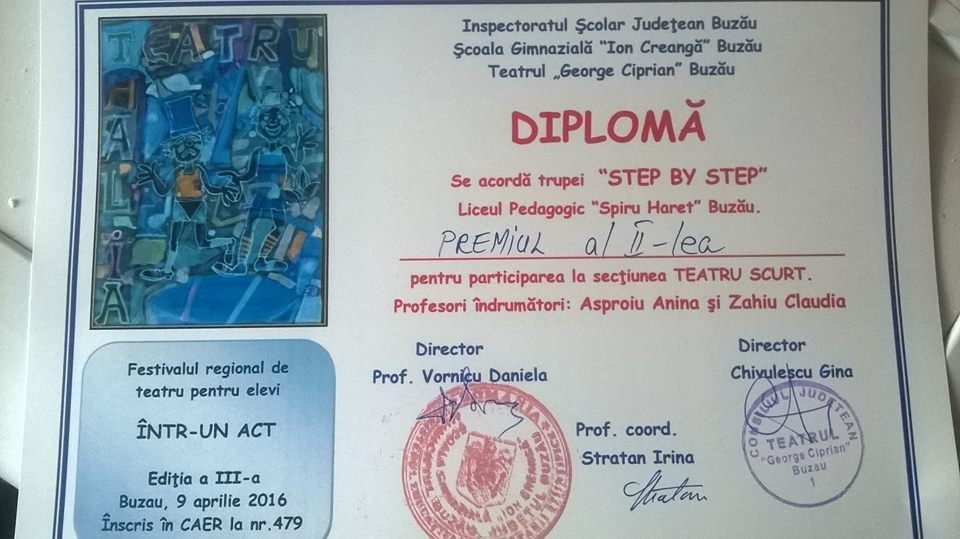 TEATRU
THALIA
Inspectoratul Şcolar Judeţean Buzău
Şcoala Gimnazială “Ion Creangă” Buzău
Teatrul „George Ciprian” Buzău
DIPLOMĂ
Se acordă trupei “STEP BY STEP”
Liceul Pedagogic “Spiru Haret” Buzău.
PREMIUL al II-lea
pentru participarea la secţiunea TEATRU SCURT.
Profesori îndrumători: Asproiu Anina şi Zahiu Claudia
Festivalul regional de
teatru pentru elevi
ÎNTR-UN ACT
Ediţia a III-a
Buzau, 9 aprilie 2016
Înscris în CAER la nr.479
Director
Prof. Vornicu Daniela
Director
Chivulescu Gina
Prof. coord.
Stratan Irina
Stratan
CONSILIUL JUDEŢEAN
TEATRUL
“George Ciprian”
Buzau
1